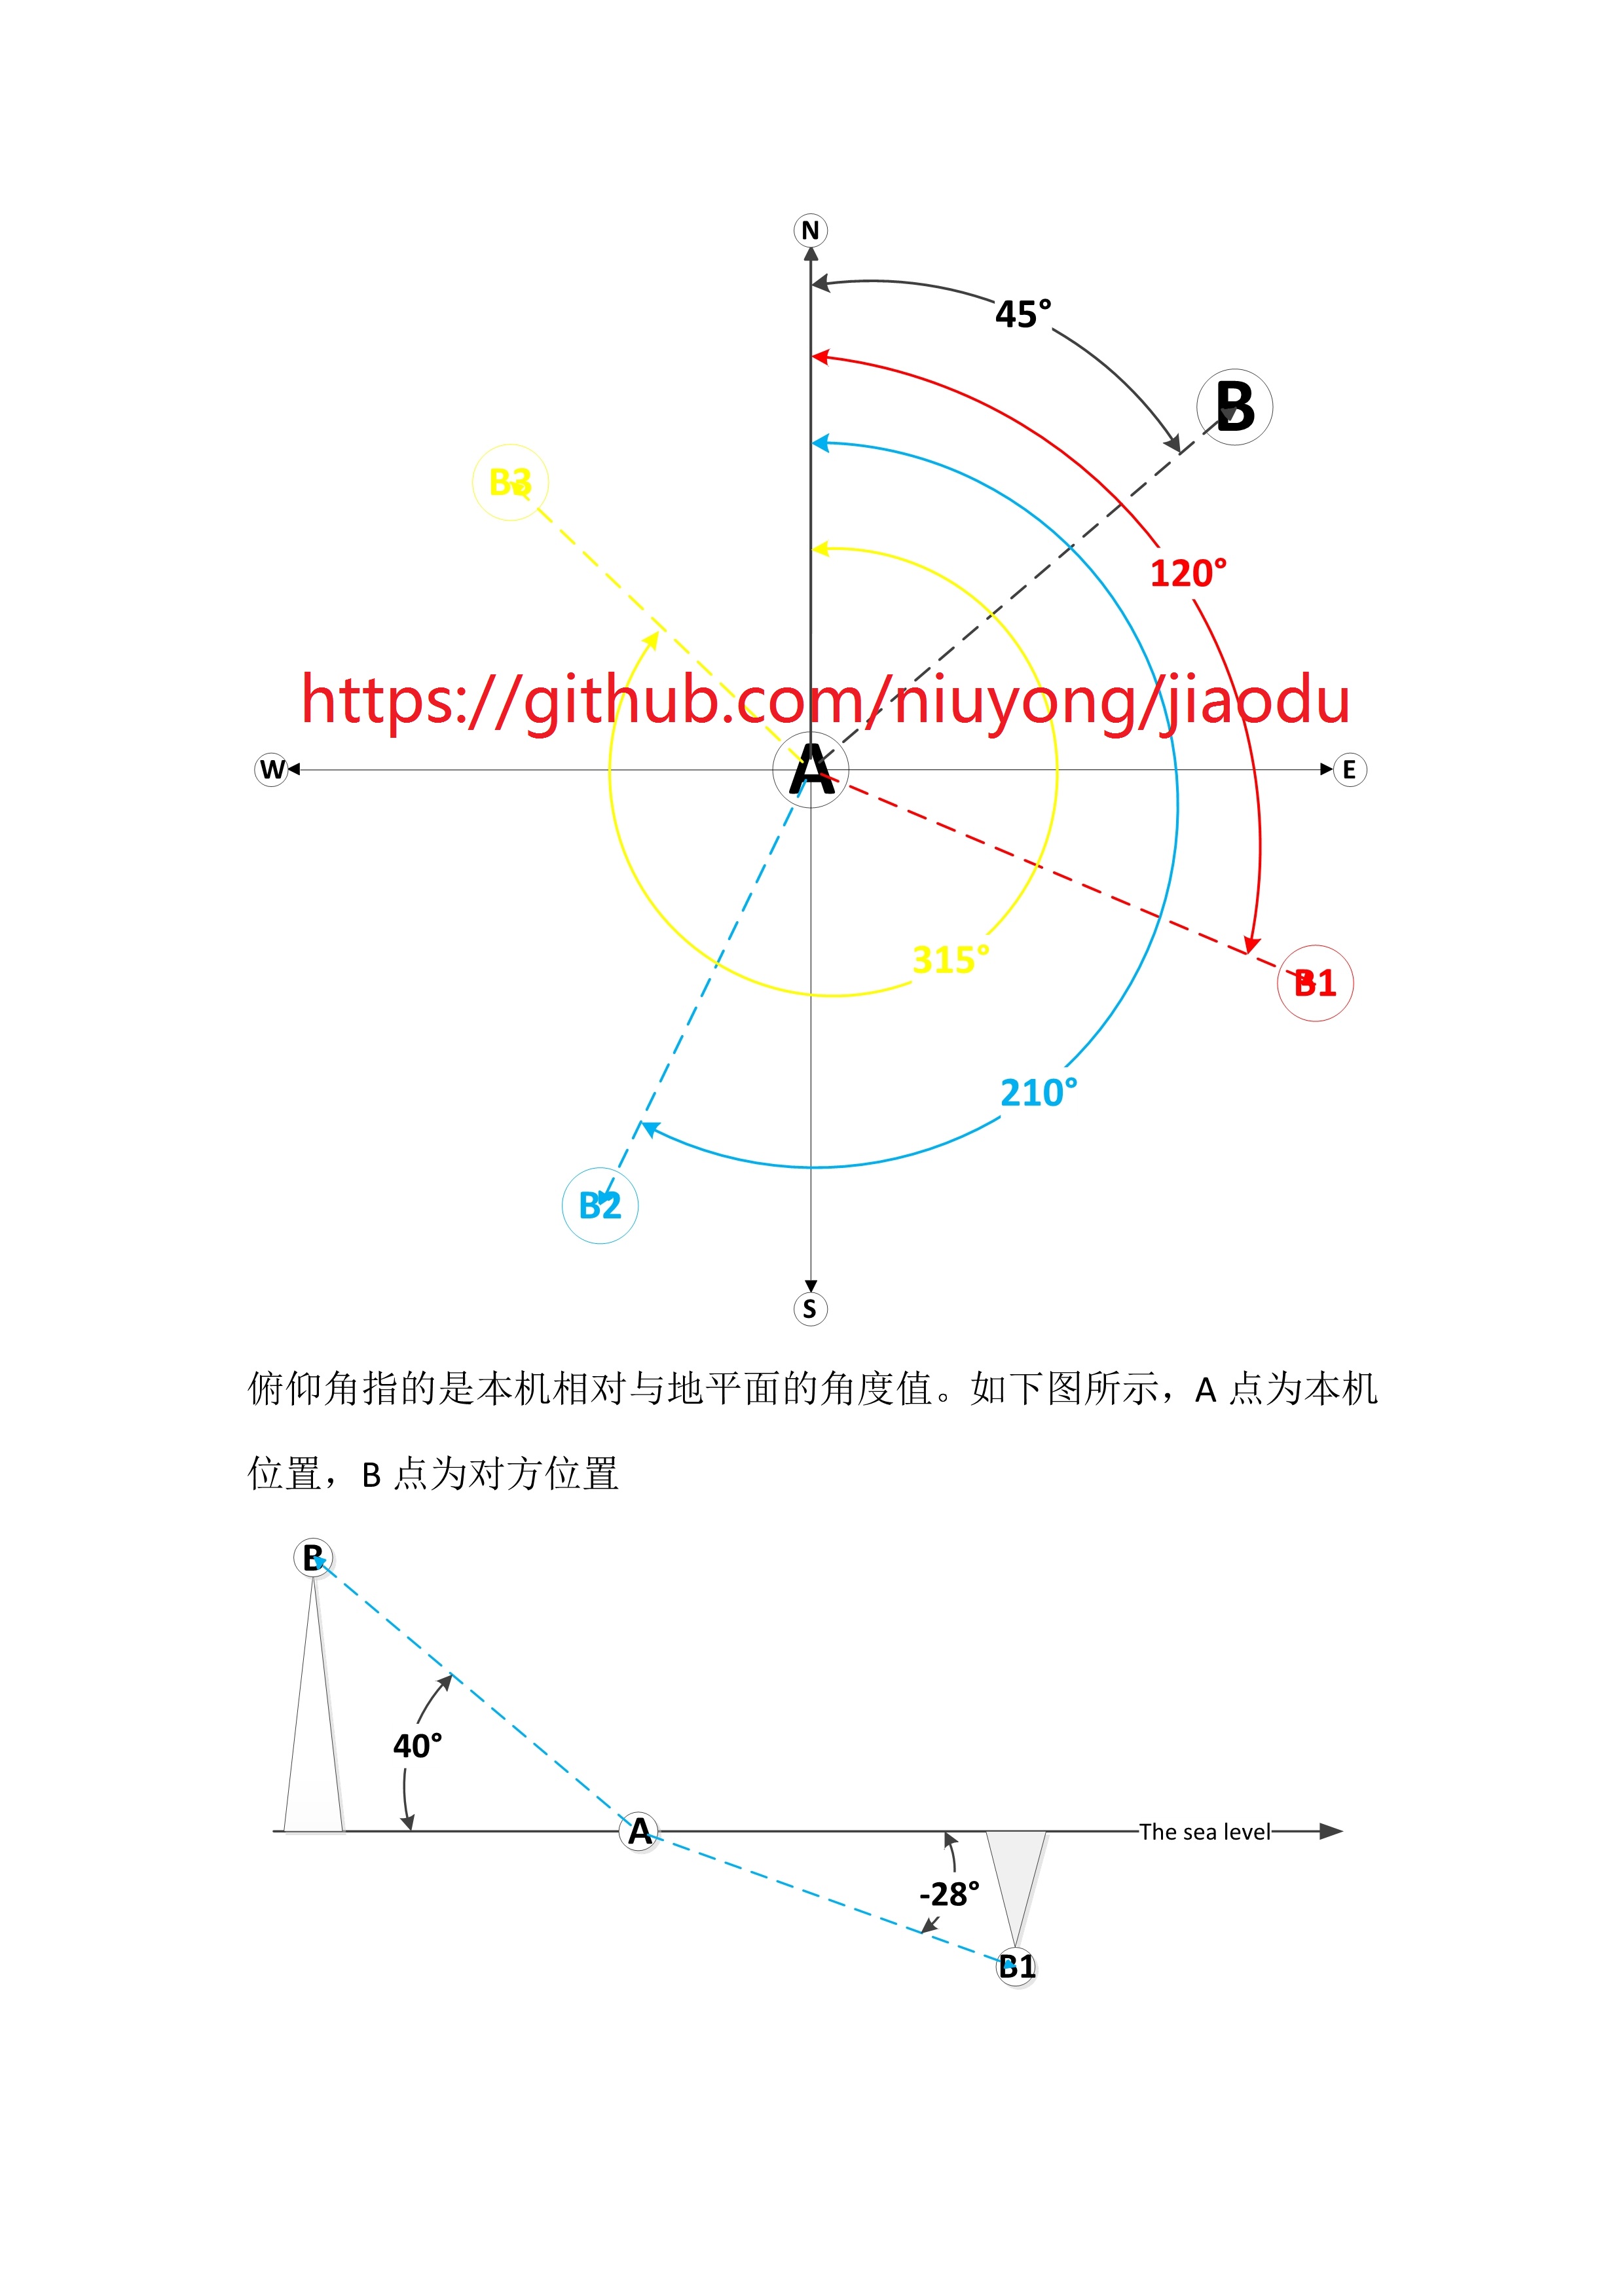 N
45°
B
B3
120°
https://github.com/niuyong/jiaodu
W
A
E
315°
B1
210°
B2
S
俯仰角指的是本机相对与地平面的角度值。如下图所示，A 点为本机
位置，B 点为对方位置
B
40°
A
The sea level
-28°
B1